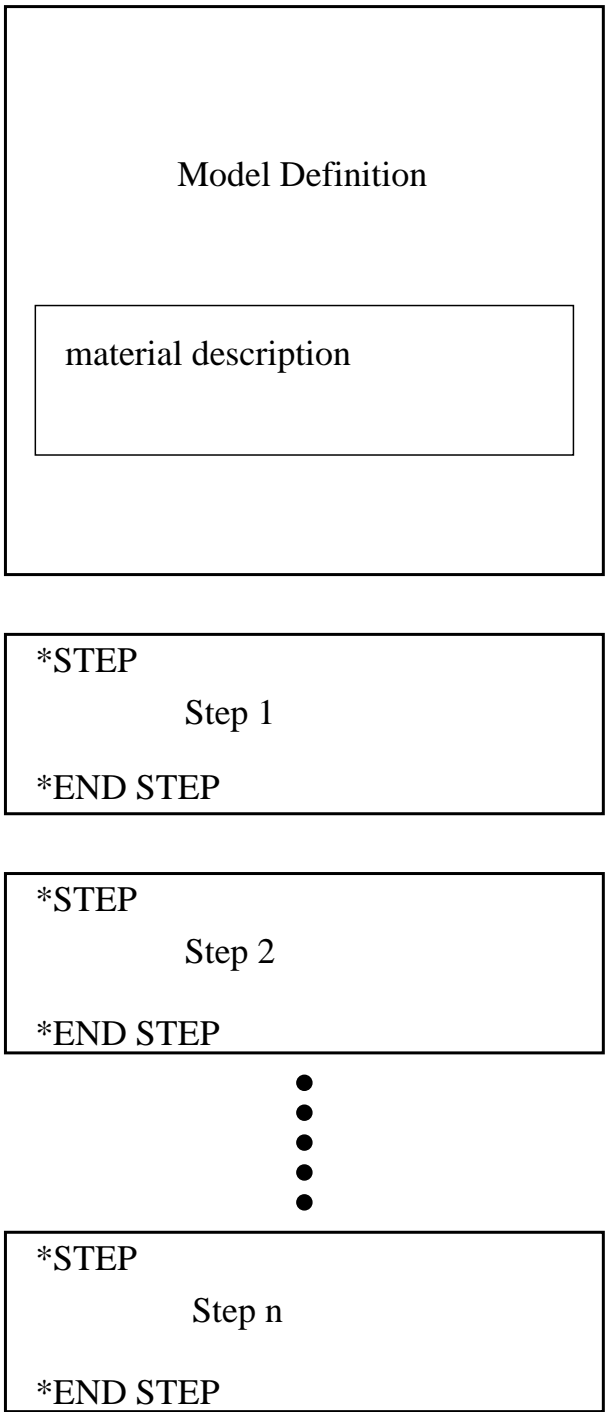 Model Definition
material description
*STEP
Step 1
*END STEP
*STEP
Step 2
*END STEP
*STEP
Step n
*END STEP